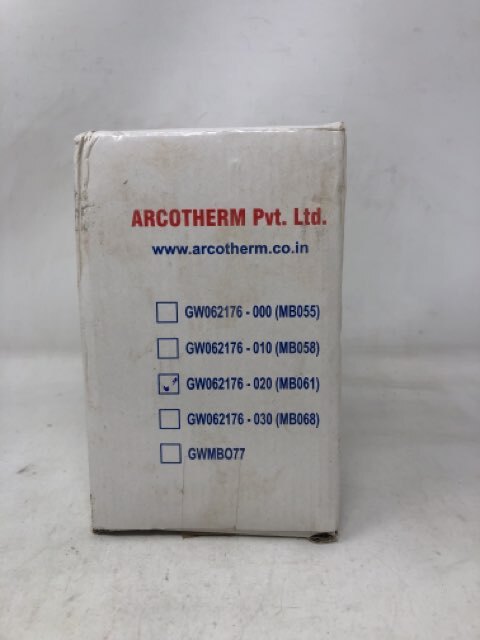 ARCOTHERM Pvt. Ltd.
www.arcotherm.co.in
GW062176 - 000 (MB055)
GW062176 - 010 (MB058)
GW062176 - 020 (MB061)
GW062176 - 030 (MB068)
GWMBO77